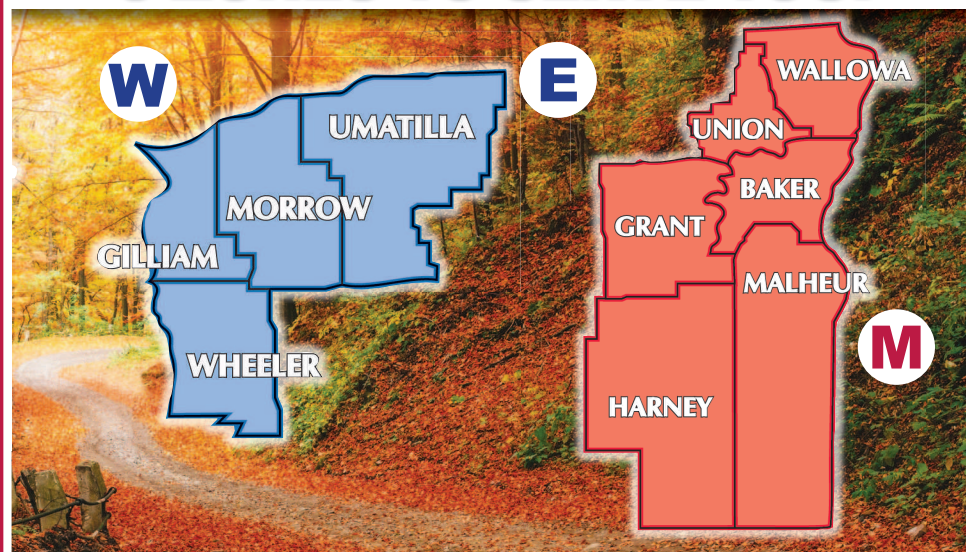 W
E
WALLOWA
UMATILLA
UNION
BAKER
MORROW
GRANT
GILLIAM
MALHEUR
M
WHEELER
HARNEY